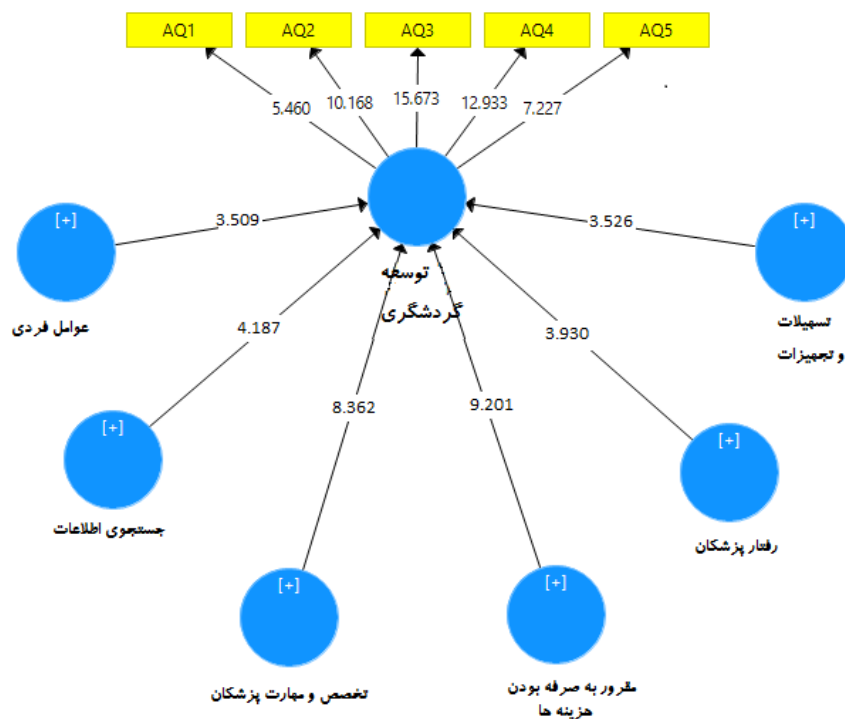 AQ1 AQ2 AQ3 AQ4 AQ5
5.460 10.168 15.673 12.933 7.227
[+]
عوامل فردی
3.509
توسعه
گردشگری
3.526
[+]
تسهیلات
و تجهیزات
4.187
3.930
8.362
9.201
[+]
جستجوی اطلاعات
[+]
رفتار پزشکان
[+]
تخصص و مهارت پزشکان
[+]
مقرور به صرفه بودن
هزینه ها